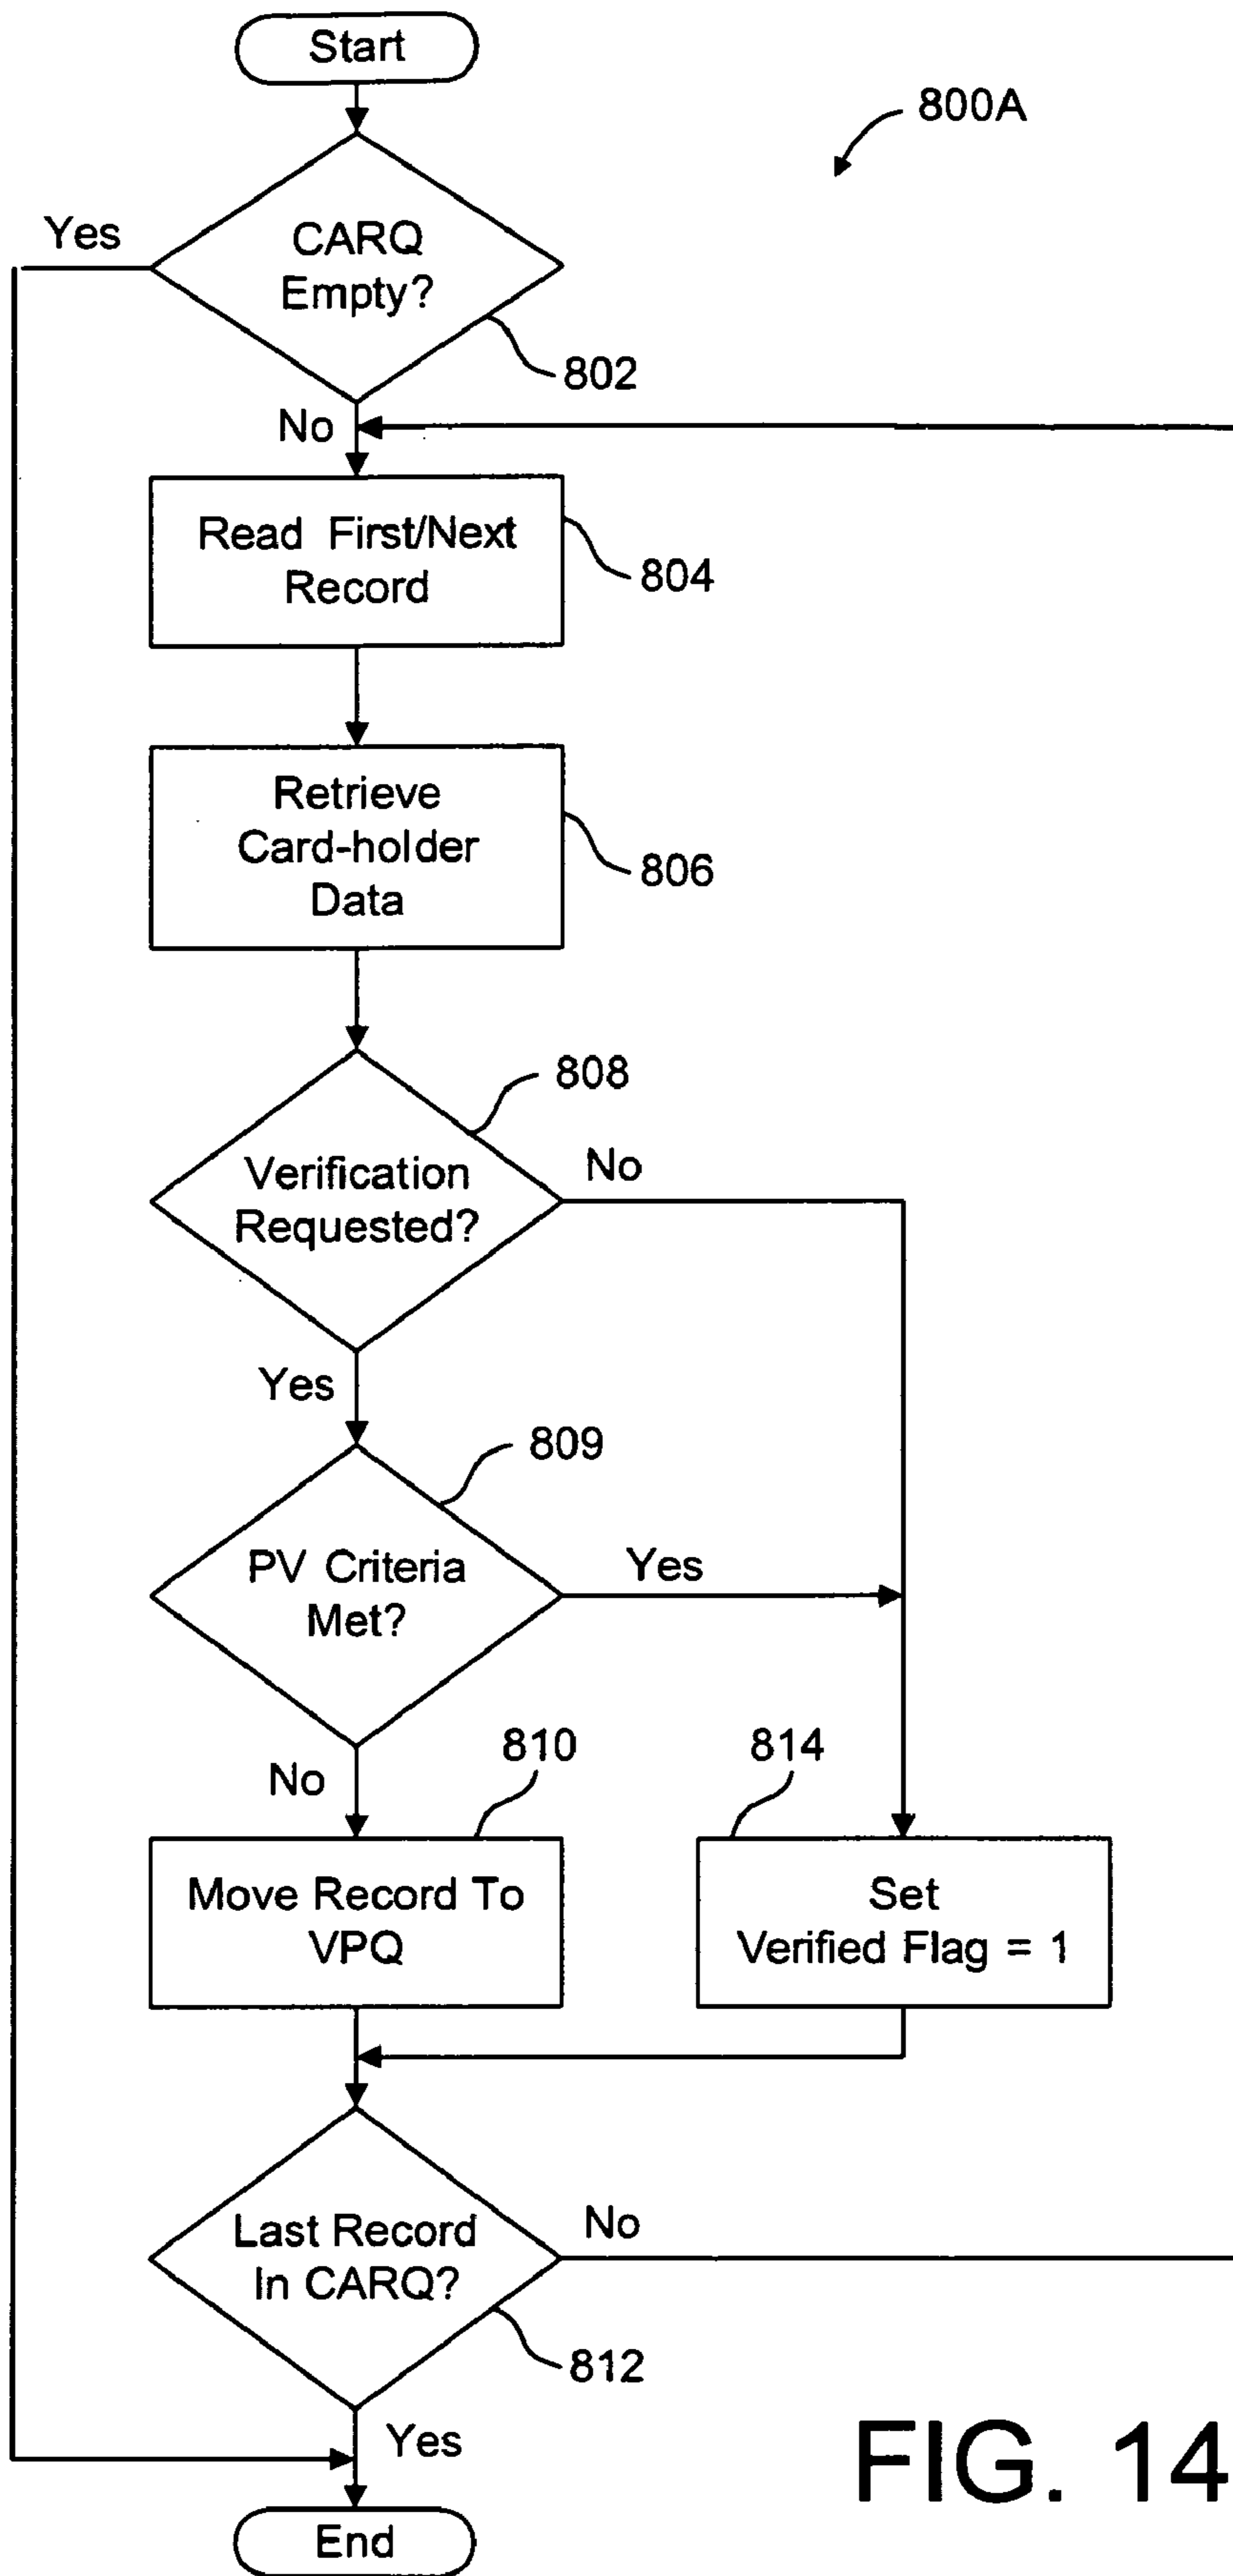 Start
800A
Yes
CARQ
Empty?
802
No
Read First/Next
Record
804
Retrieve
Card-holder
Data
806
808
Verification
Requested?
No
Yes
809
PV Criteria
Met?
Yes
No
810
814
Move Record To
VPQ
Set
Verified Flag = 1
Last Record
In CARQ?
No
812
Yes
End
FIG. 14